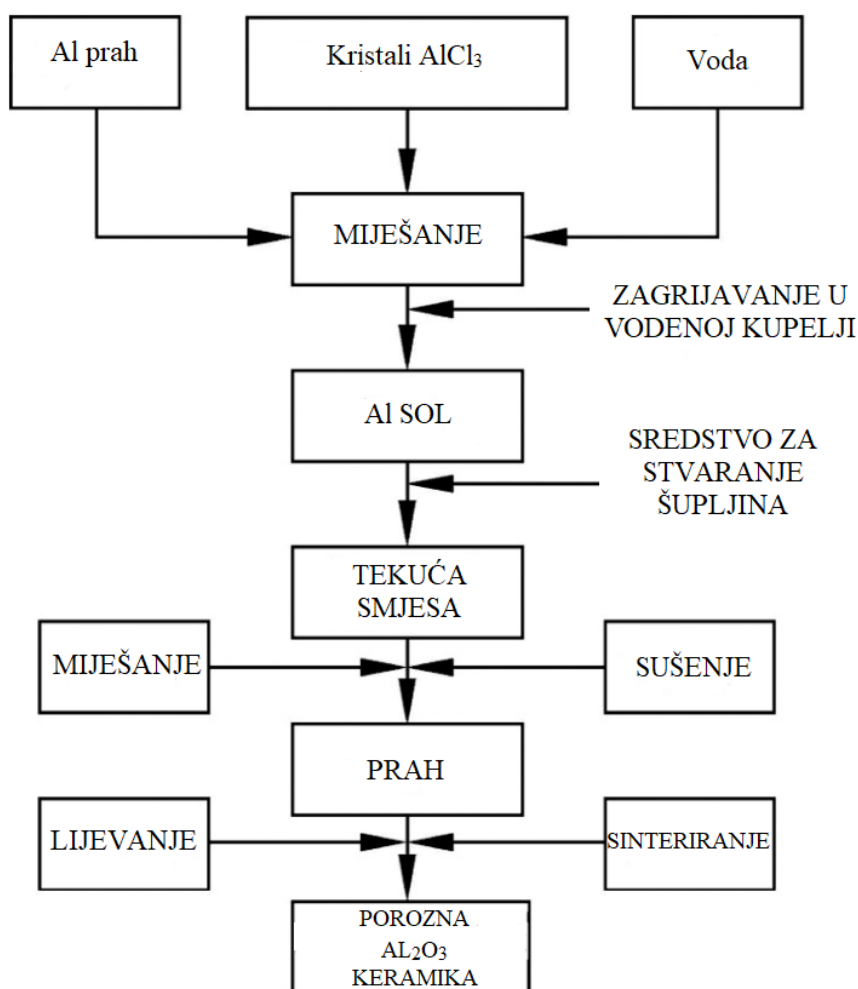 Al prah
Kristali AlCl₃
Voda
MIJEŠANJE
ZAGRIJAVANJE U
VODENOJ KUPELJI
Al SOL
SREDSTVO ZA
STVARANJE
ŠUPLJINA
TEKUĆA
SMJESA
MIJEŠANJE
SUŠENJE
PRAH
LIJEVANJE
SINTERIRANJE
POROZNA
AL₂O₃
KERAMIKA